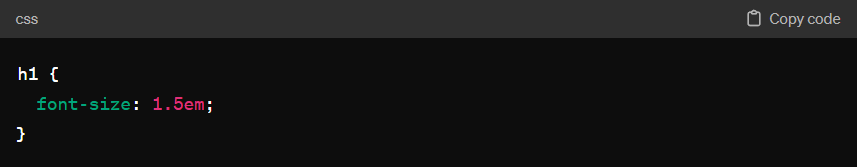 css Copy code
h1 {
  font-size: 1.5em;
}